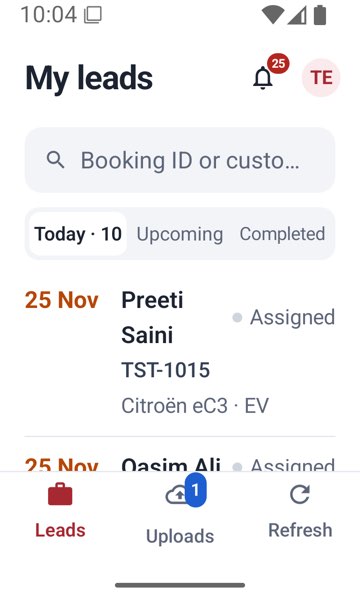 10:04
My leads
25
TE
Booking ID or custo...
Today · 10
Upcoming
Completed
25 Nov
Preeti
Saini
Assigned
TST-1015
Citroën eC3 · EV
25 Nov
Qasim Ali
Assigned
1
Leads
Uploads
Refresh